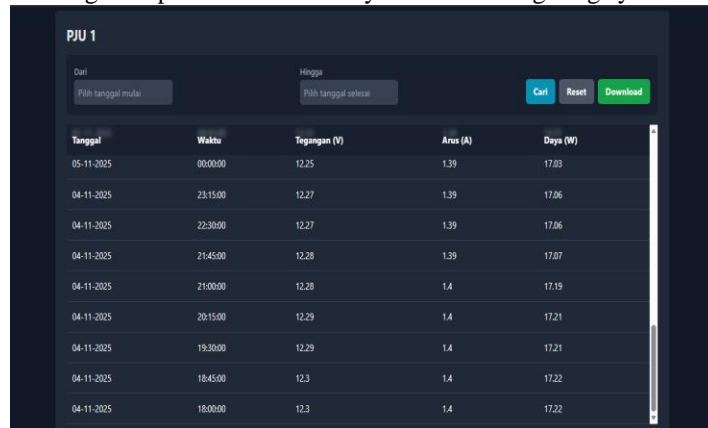 PJU 1
Dari Hingga
Pilih tanggal mulai Pilih tanggal selesai Cari Reset Download
Tanggal Waktu Tegangan (V) Arus (A) Daya (W)
05-11-2025 00:00:00 12.25 1.39 17.03
04-11-2025 23:15:00 12.27 1.39 17.06
04-11-2025 22:30:00 12.27 1.39 17.06
04-11-2025 21:45:00 12.28 1.39 17.07
04-11-2025 21:00:00 12.28 1.4 17.19
04-11-2025 20:15:00 12.29 1.4 17.21
04-11-2025 19:30:00 12.29 1.4 17.21
04-11-2025 18:45:00 12.3 1.4 17.22
04-11-2025 18:00:00 12.3 1.4 17.22